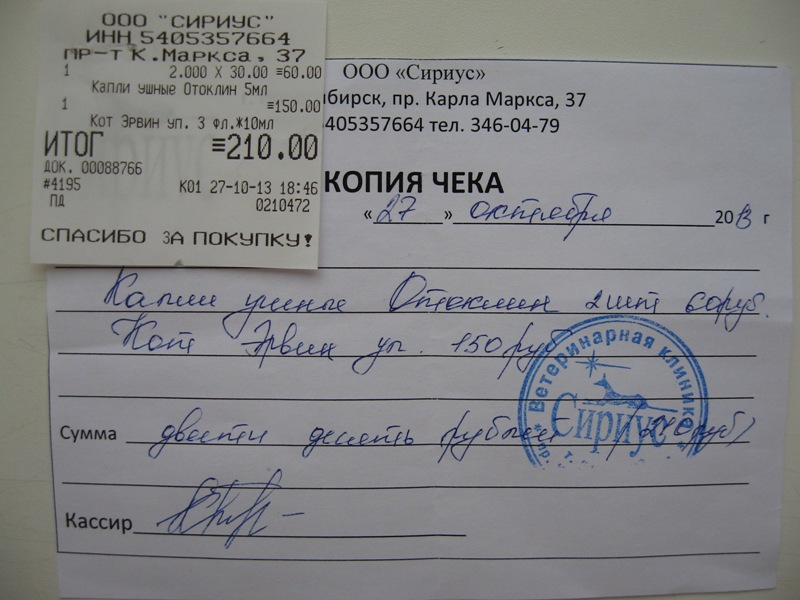 ООО "СИРИУС"
ИНН 5405357664
ПР-Т К.Маркса, 37
1 2.000 X 30.00 ≡60.00
Капли ушные Отоклин 5мл
1 ≡150.00
Кот Эрвин уп. 3 фл.*10мл
ИТОГ ≡210.00
ДОК. 00088766
#4195 К01 27-10-13 18:46
ПД 0210472
СПАСИБО ЗА ПОКУПКУ!
ООО «Сириус»
бирск, пр. Карла Маркса, 37
405357664 тел. 346-04-79
КОПИЯ ЧЕКА
«27» октября 2013 г
Капли ушные Отоклин 2шт 60руб.
Кот Эрвин уп. 150руб
Ветеринарная клиника
Сириус
Сумма двести десять рублей (210руб)
Кассир